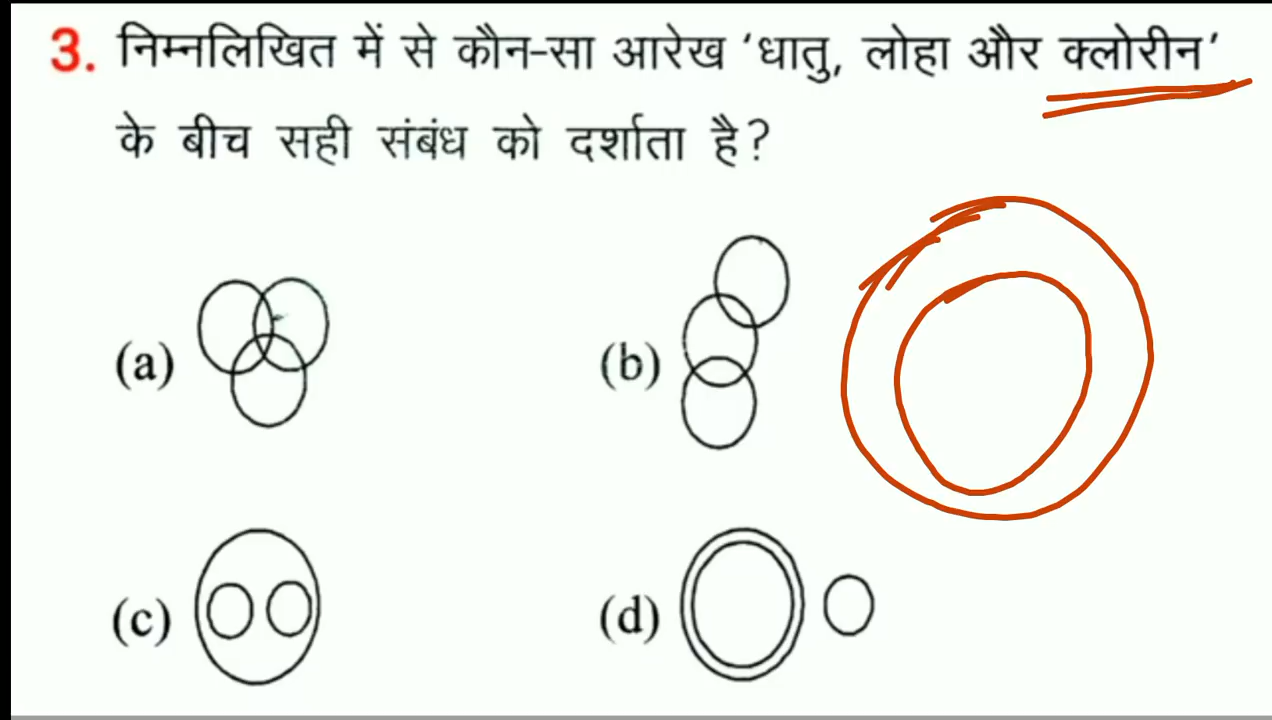 3. निम्नलिखित में से कौन-सा आरेख ‘धातु, लोहा और क्लोरीन’
के बीच सही संबंध को दर्शाता है?
(a) (b)
(c) (d)